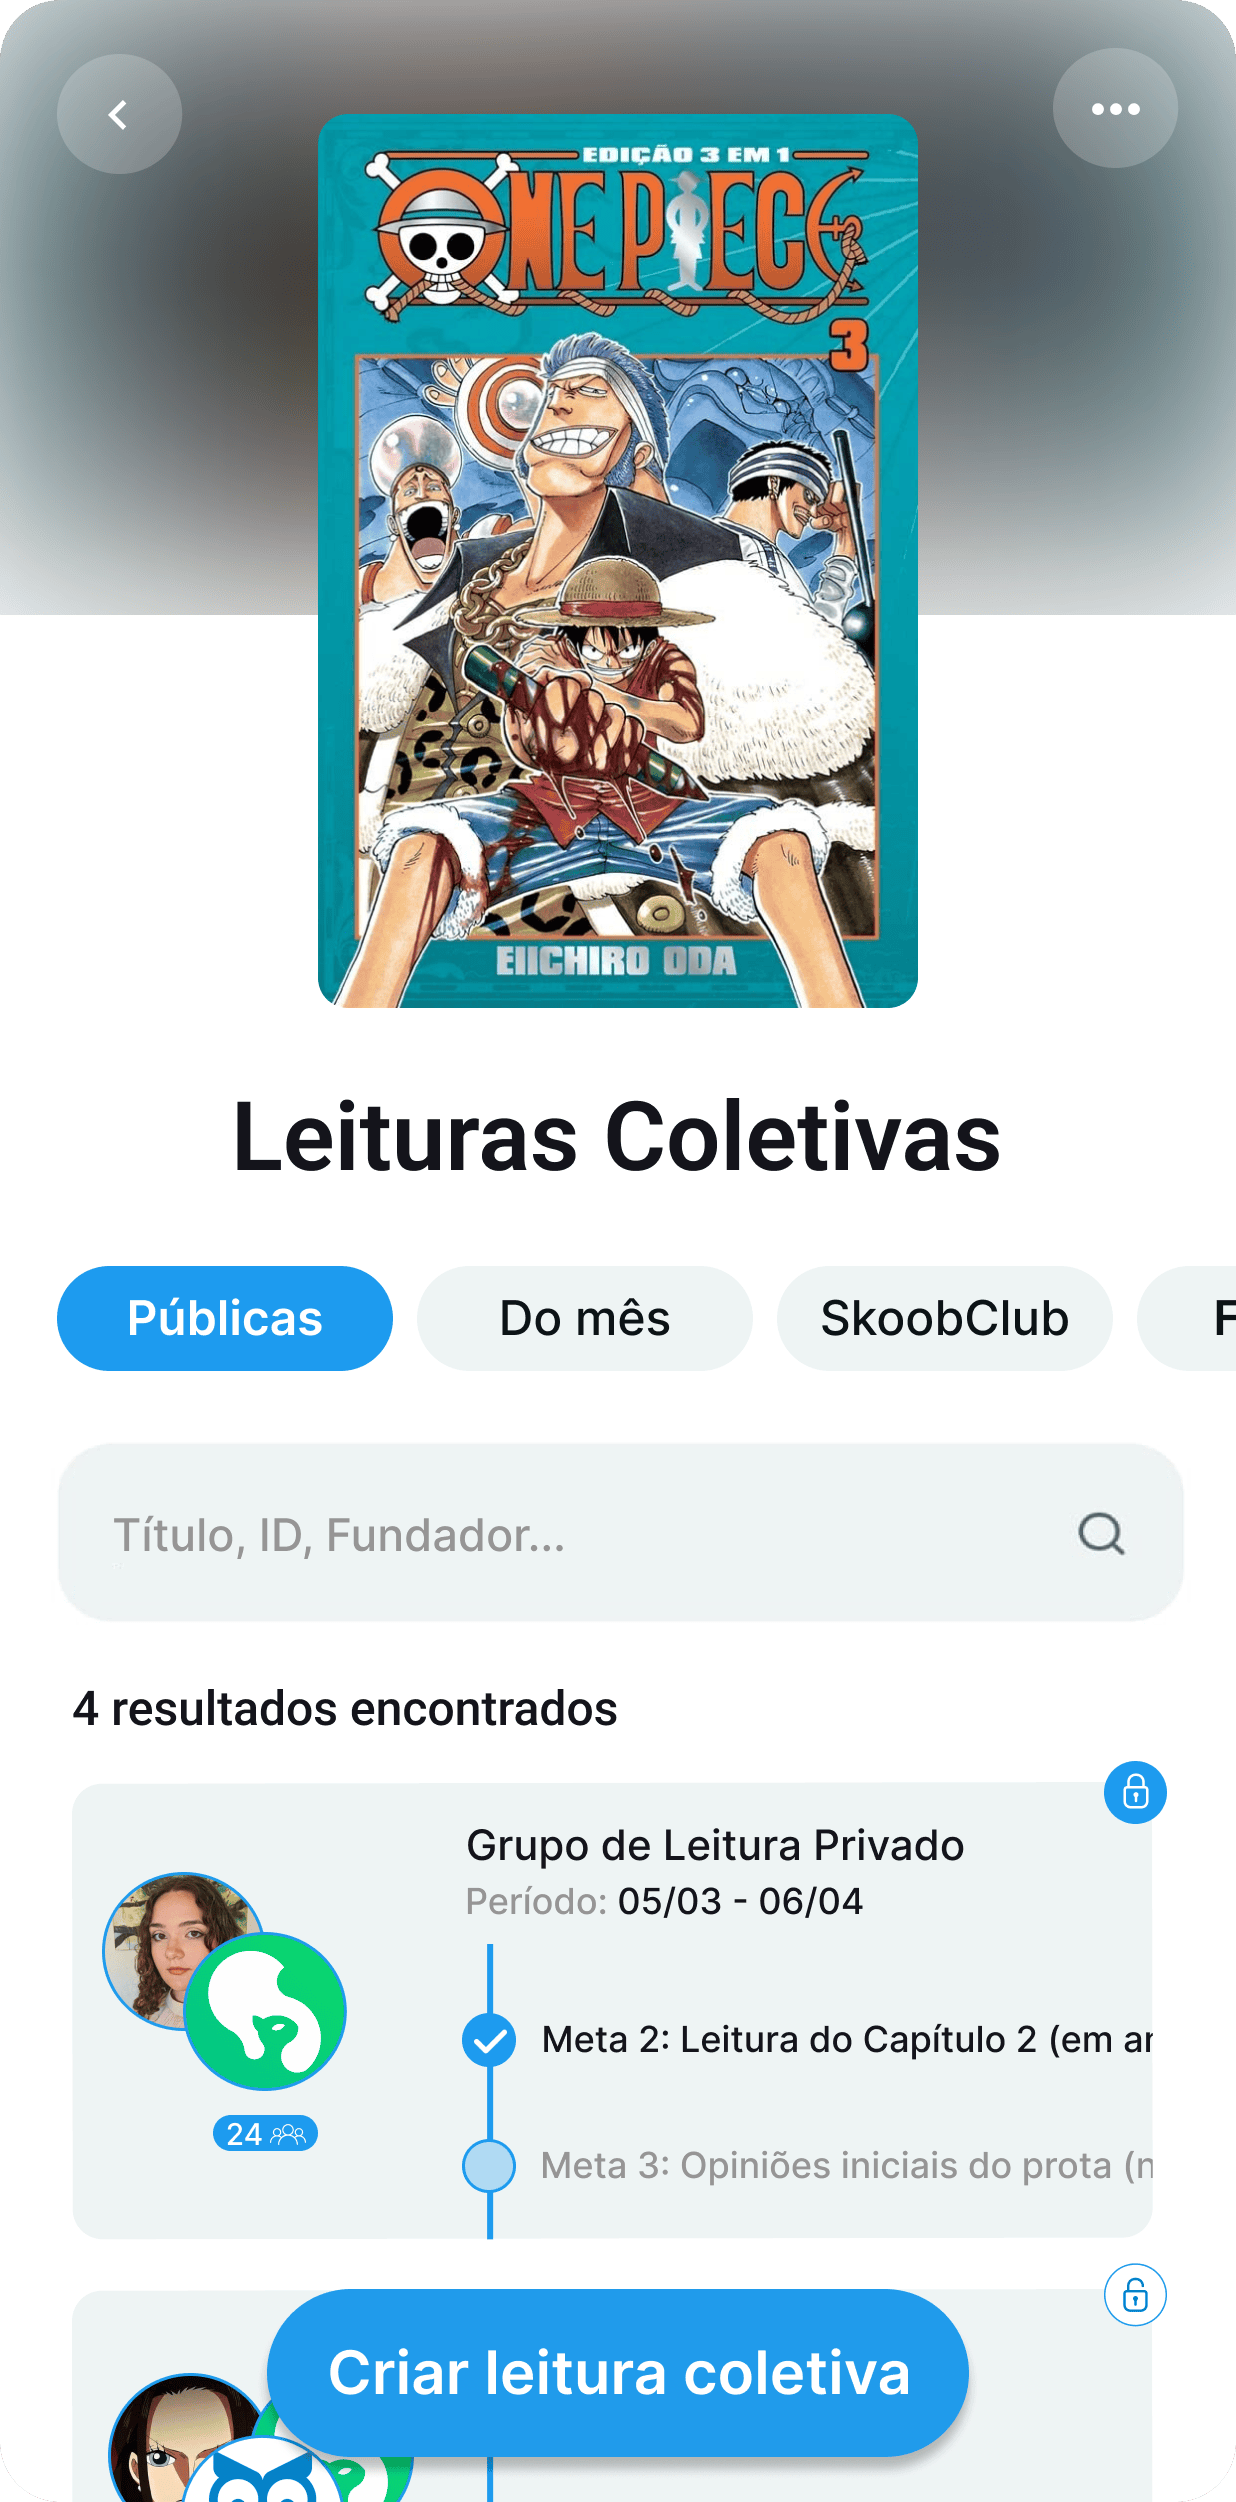 EDIÇÃO 3 EM 1
ONE PIECE
3
EIICHIRO ODA
Leituras Coletivas
Públicas
Do mês
SkoobClub
F
Título, ID, Fundador...
4 resultados encontrados
Grupo de Leitura Privado
Período: 05/03 - 06/04
Meta 2: Leitura do Capítulo 2 (em ar
24
Meta 3: Opiniões iniciais do prota (n
Criar leitura coletiva